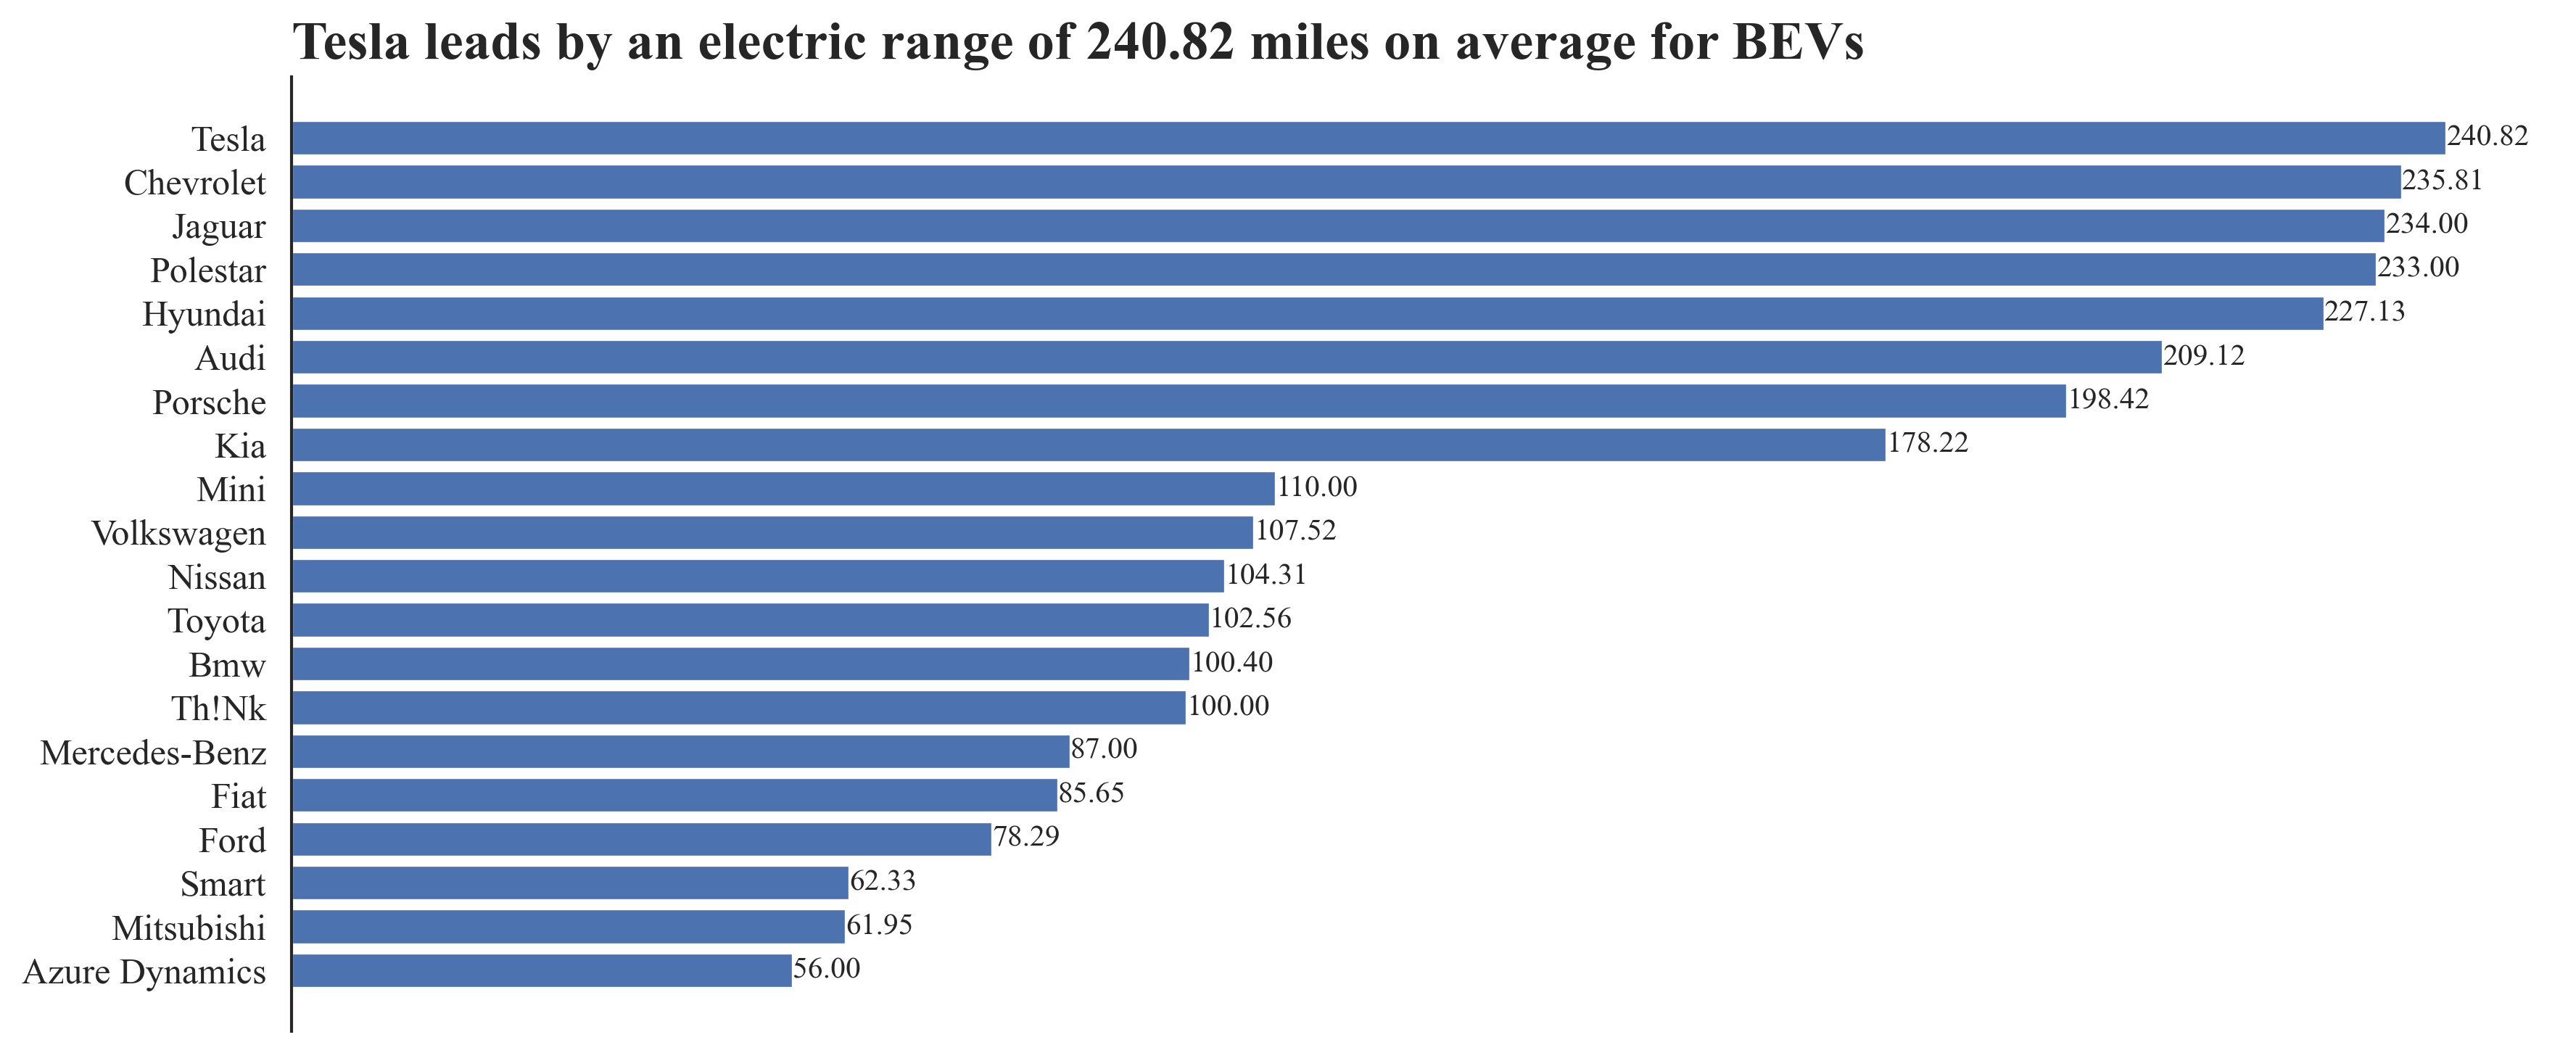 Tesla leads by an electric range of 240.82 miles on average for BEVs
Tesla 240.82
Chevrolet 235.81
Jaguar 234.00
Polestar 233.00
Hyundai 227.13
Audi 209.12
Porsche 198.42
Kia 178.22
Mini 110.00
Volkswagen 107.52
Nissan 104.31
Toyota 102.56
Bmw 100.40
Th!Nk 100.00
Mercedes-Benz 87.00
Fiat 85.65
Ford 78.29
Smart 62.33
Mitsubishi 61.95
Azure Dynamics 56.00